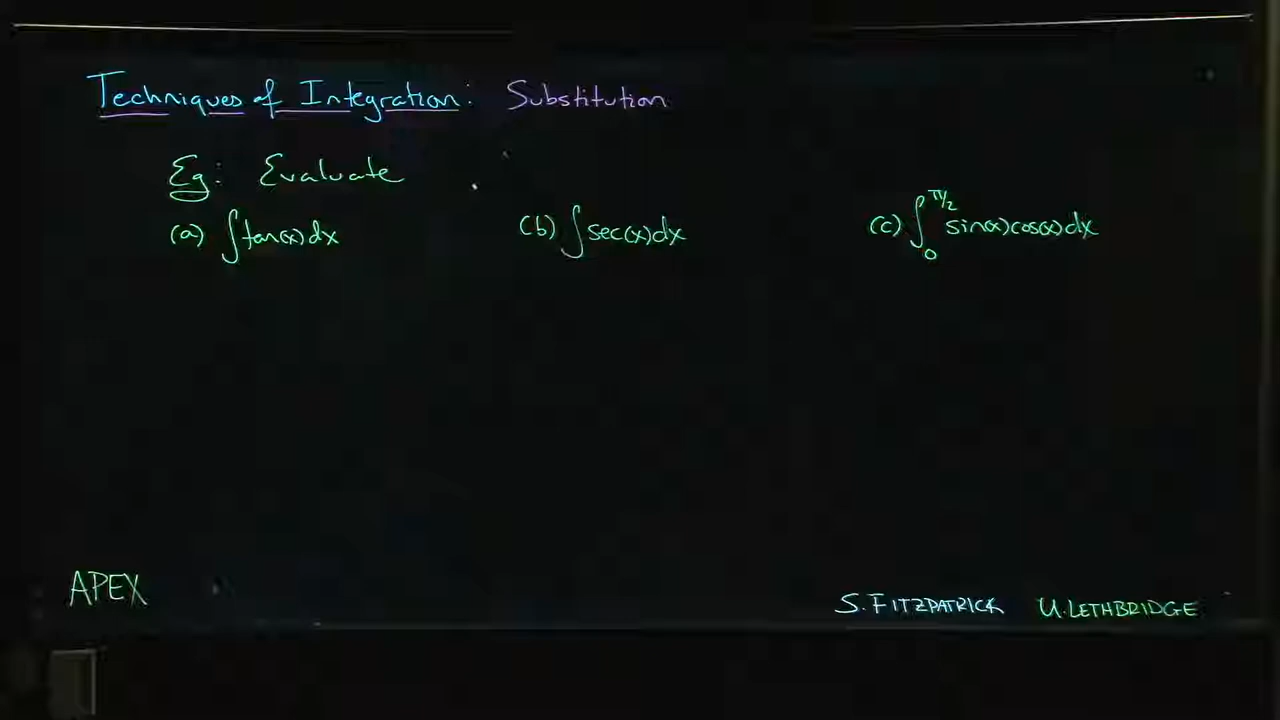 Techniques of Integration: Substitution
Eg: Evaluate
(a) ∫tan(x)dx (b) ∫sec(x)dx (c) ∫₀^π/2 sin(x)cos(x)dx
APEX S. FITZPATRICK U. LETHBRIDGE